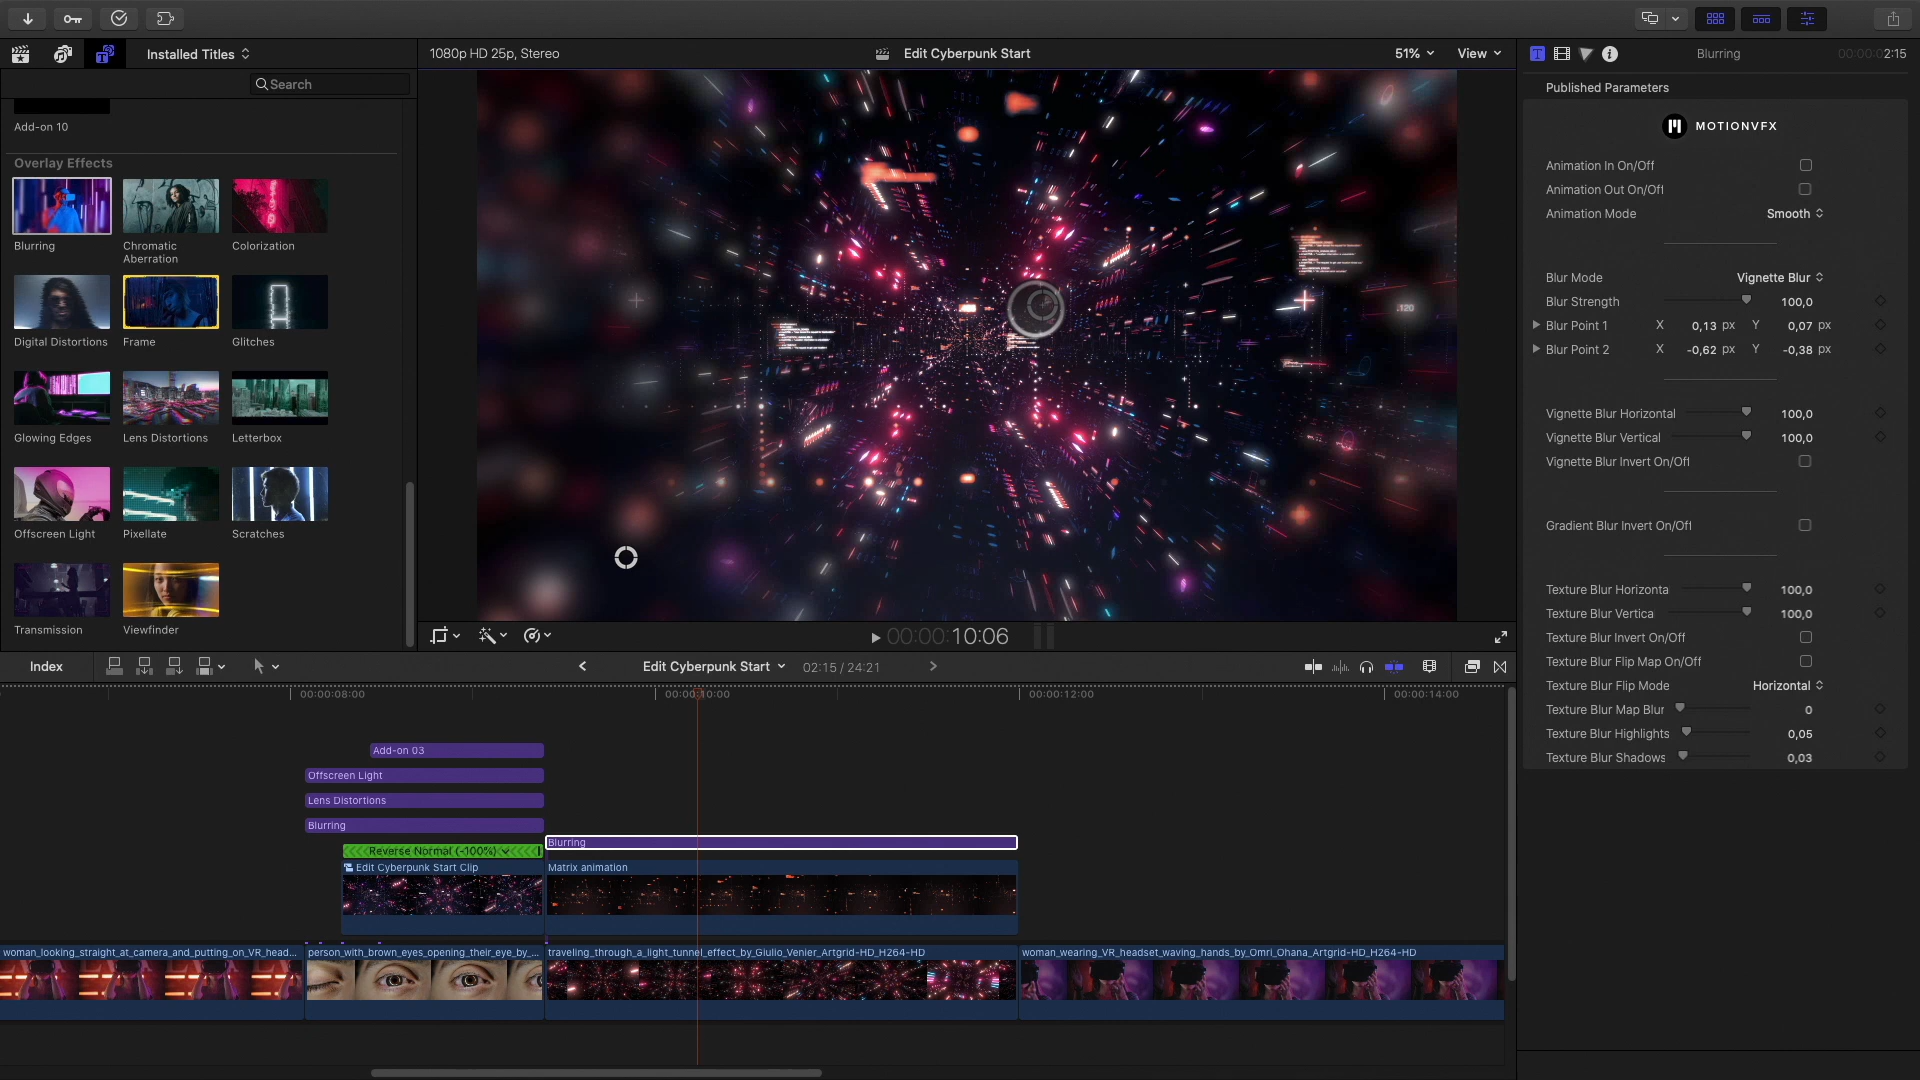 Installed Titles
1080p HD 25p, Stereo
Edit Cyberpunk Start
51%
View
Blurring
00:00:02:15
Search
Add-on 10
Overlay Effects
Blurring
Chromatic Aberration
Colorization
Digital Distortions
Frame
Glitches
Glowing Edges
Lens Distortions
Letterbox
Offscreen Light
Pixellate
Scratches
Transmission
Viewfinder
.120
00:00:00:10:06
Published Parameters
MOTIONVFX
Animation In On/Off
Animation Out On/Off
Animation Mode Smooth
Blur Mode Vignette Blur
Blur Strength 100,0
Blur Point 1 X 0,13 px Y 0,07 px
Blur Point 2 X -0,62 px Y -0,38 px
Vignette Blur Horizontal 100,0
Vignette Blur Vertical 100,0
Vignette Blur Invert On/Off
Gradient Blur Invert On/Off
Texture Blur Horizonta 100,0
Texture Blur Vertica 100,0
Texture Blur Invert On/Off
Texture Blur Flip Map On/Off
Texture Blur Flip Mode Horizontal
Texture Blur Map Blur 0
Texture Blur Highlights 0,05
Texture Blur Shadows 0,03
Index
Edit Cyberpunk Start
02:15 / 24:21
00:00:08:00
00:00:10:00
00:00:12:00
00:00:14:00
Add-on 03
Offscreen Light
Lens Distortions
Blurring
Blurring
Reverse Normal (-100%)
Edit Cyberpunk Start Clip
Matrix animation
woman_looking_straight_at_camera_and_putting_on_VR_head...
person_with_brown_eyes_opening_their_eye_by_...
traveling_through_a_light_tunnel_effect_by_Giulio_Venier_Artgrid-HD_H264-HD
woman_wearing_VR_headset_waving_hands_by_Omri_Ohana_Artgrid-HD_H264-HD